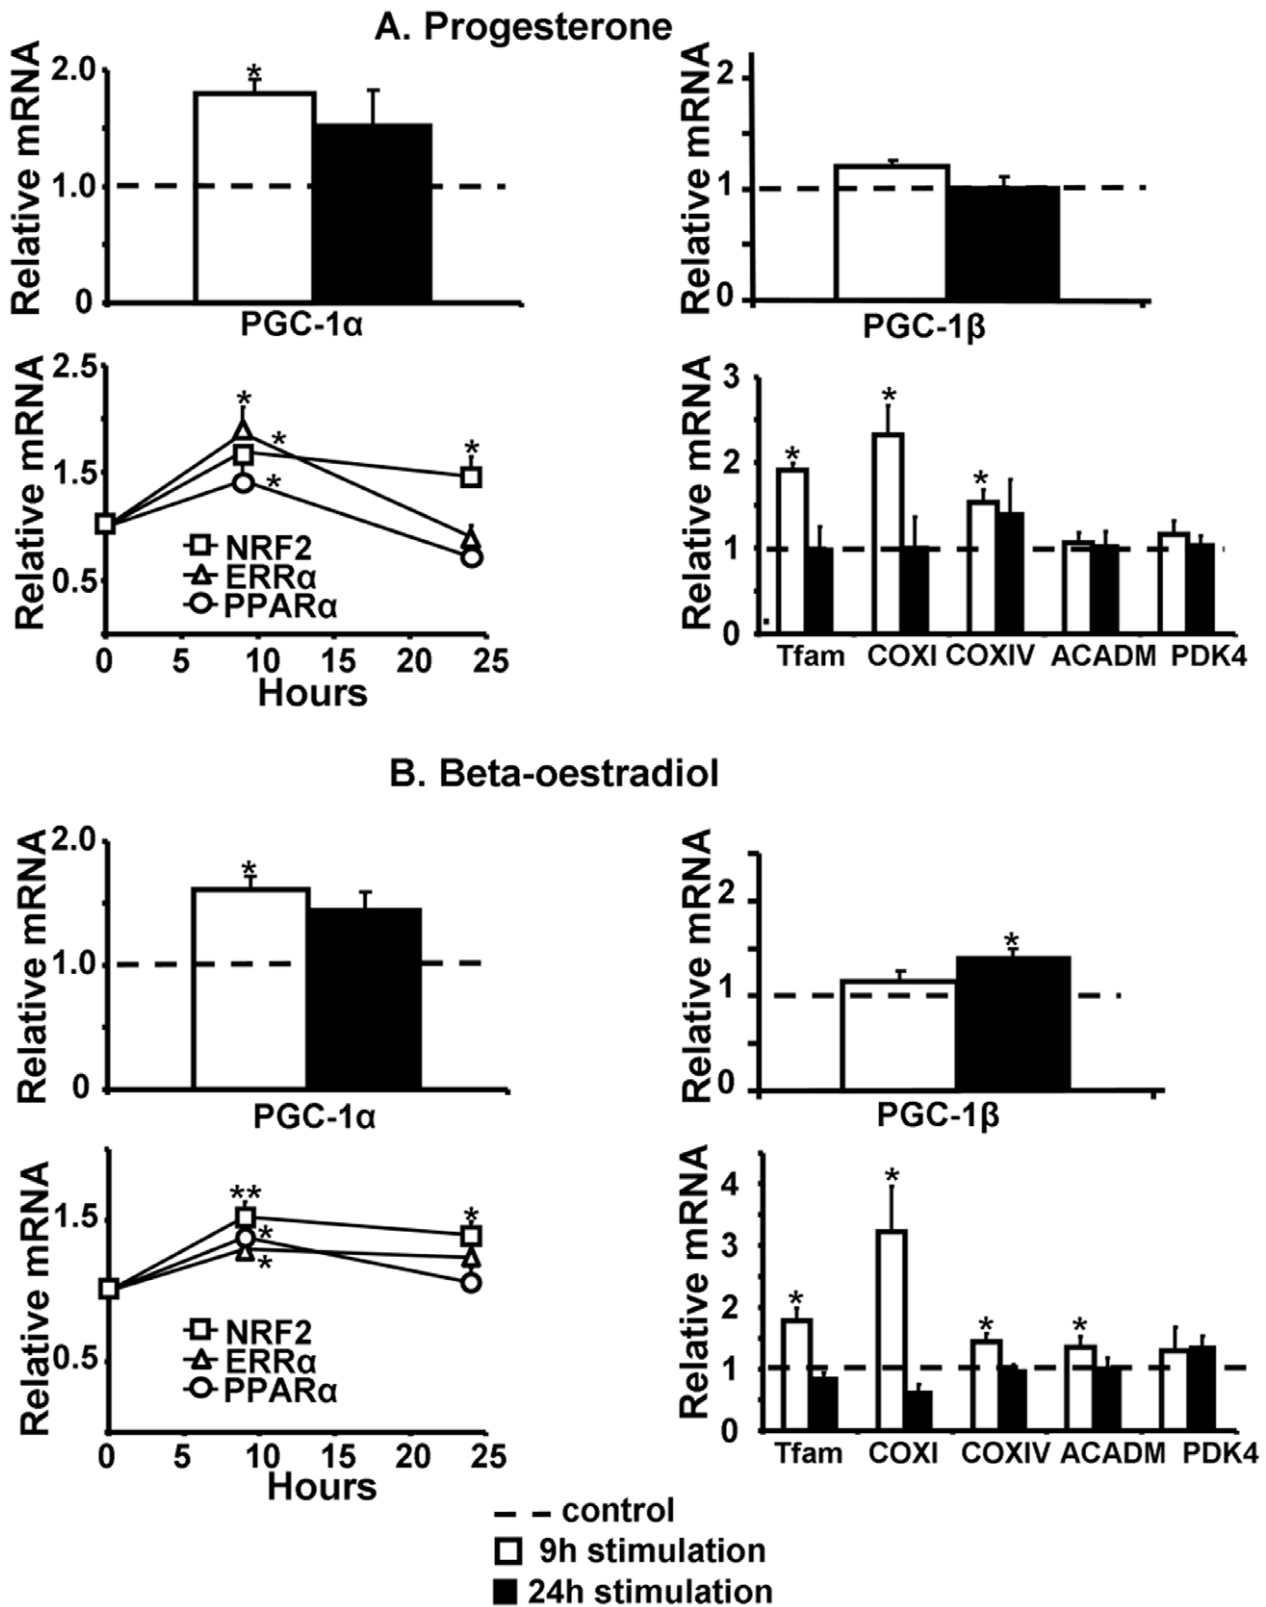 A. Progesterone
Relative mRNA
2.0
*
1.0
0
PGC-1α
Relative mRNA
2
1
0
PGC-1β
Relative mRNA
2.5
1.5
0.5
*
*
*
*
NRF2
ERRα
PPARα
0 5 10 15 20 25
Hours
Relative mRNA
3
2
1
0
*
*
*
Tfam COXI COXIV ACADM PDK4
B. Beta-oestradiol
Relative mRNA
2.0
*
1.0
0
PGC-1α
Relative mRNA
2
*
1
0
PGC-1β
Relative mRNA
1.5
0.5
**
*
*
*
NRF2
ERRα
PPARα
0 5 10 15 20 25
Hours
Relative mRNA
4
3
2
1
0
*
*
*
*
Tfam COXI COXIV ACADM PDK4
control
9h stimulation
24h stimulation